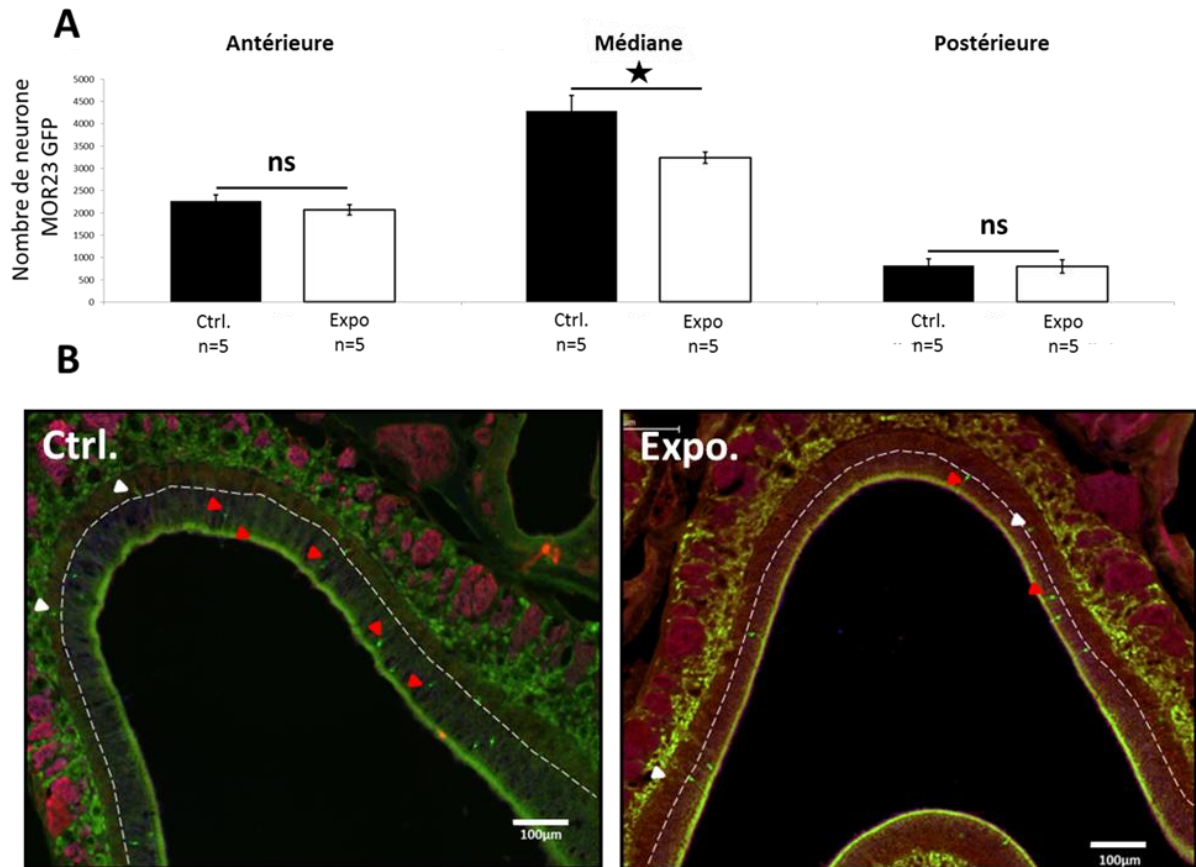 A
Antérieure
Médiane
Postérieure
Nombre de neurone
MOR23 GFP
5000
4500
4000
3500
3000
2500
2000
1500
1000
500
0
ns
★
ns
Ctrl.
n=5
Expo
n=5
Ctrl.
n=5
Expo
n=5
Ctrl.
n=5
Expo
n=5
B
Ctrl.
100µm
Expo.
100µm